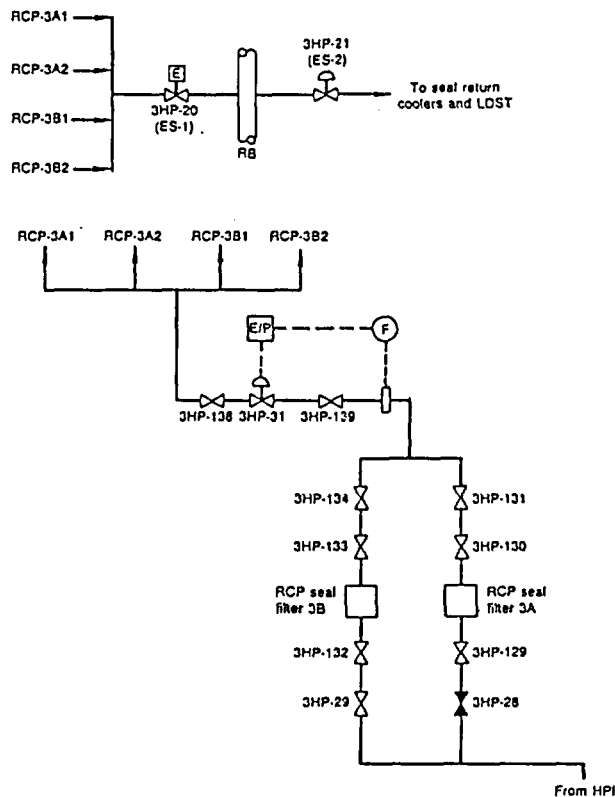 RCP-3A1
RCP-3A2
RCP-3B1
RCP-3B2
E
3HP-20
(ES-1)
RB
3HP-21
(ES-2)
To seal return
coolers and LDST
RCP-3A1
RCP-3A2
RCP-3B1
RCP-3B2
E/P
F
3HP-138
3HP-31
3HP-139
3HP-134
3HP-131
3HP-133
3HP-130
RCP seal
filter 3B
RCP seal
filter 3A
3HP-132
3HP-129
3HP-29
3HP-28
From HPI